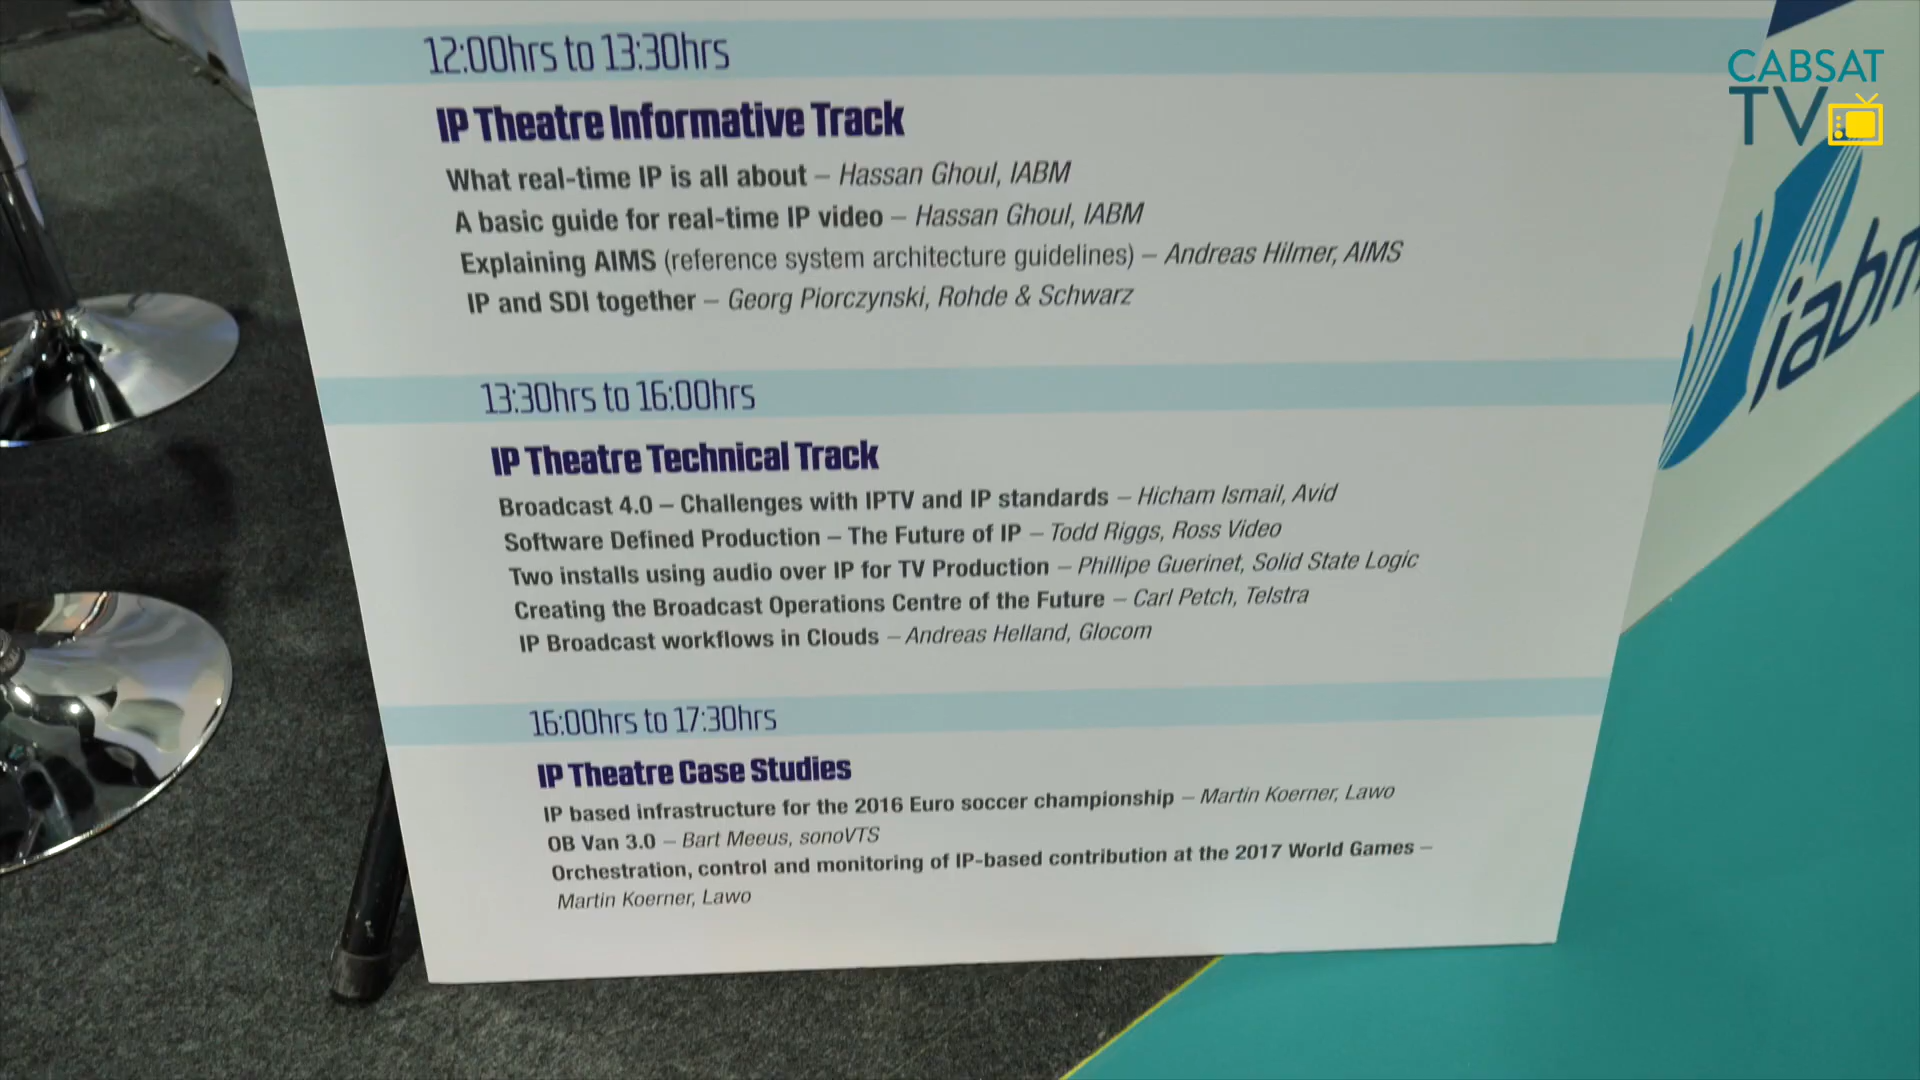 12:00hrs to 13:30hrs
IP Theatre Informative Track
What real-time IP is all about – Hassan Ghoul, IABM
A basic guide for real-time IP video – Hassan Ghoul, IABM
Explaining AIMS (reference system architecture guidelines) – Andreas Hilmer, AIMS
IP and SDI together – Georg Piorczynski, Rohde & Schwarz
13:30hrs to 16:00hrs
IP Theatre Technical Track
Broadcast 4.0 – Challenges with IPTV and IP standards – Hicham Ismail, Avid
Software Defined Production – The Future of IP – Todd Riggs, Ross Video
Two installs using audio over IP for TV Production – Phillipe Guerinet, Solid State Logic
Creating the Broadcast Operations Centre of the Future – Carl Petch, Telstra
IP Broadcast workflows in Clouds – Andreas Helland, Glocom
16:00hrs to 17:30hrs
IP Theatre Case Studies
IP based infrastructure for the 2016 Euro soccer championship – Martin Koerner, Lawo
OB Van 3.0 – Bart Meeus, sonoVTS
Orchestration, control and monitoring of IP-based contribution at the 2017 World Games –
Martin Koerner, Lawo
CABSAT
TV
iabm